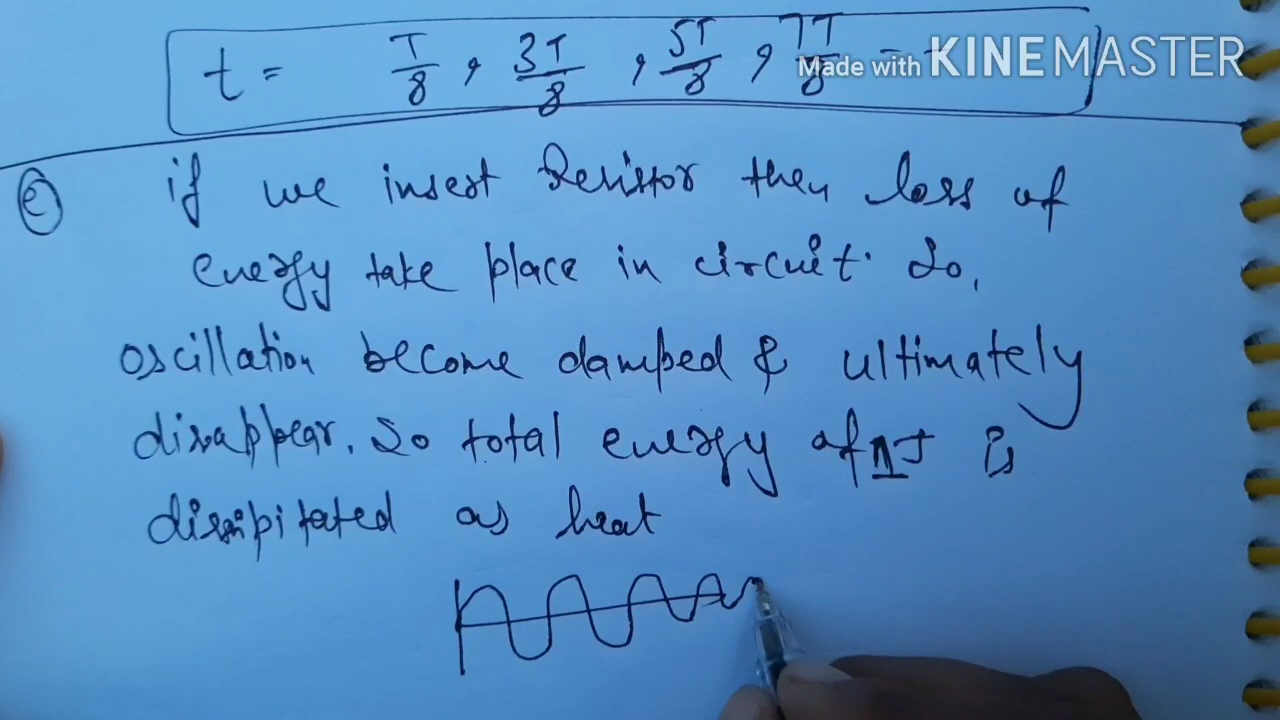 t = T/8 , 3T/8 , 5T/8 , 7T/8 - -
Made with KINEMASTER
(e) if we insert Resistor then loss of
energy take place in circuit. So,
oscillation become damped & ultimately
disappear. So total energy of 1J is
dissipitated as heat